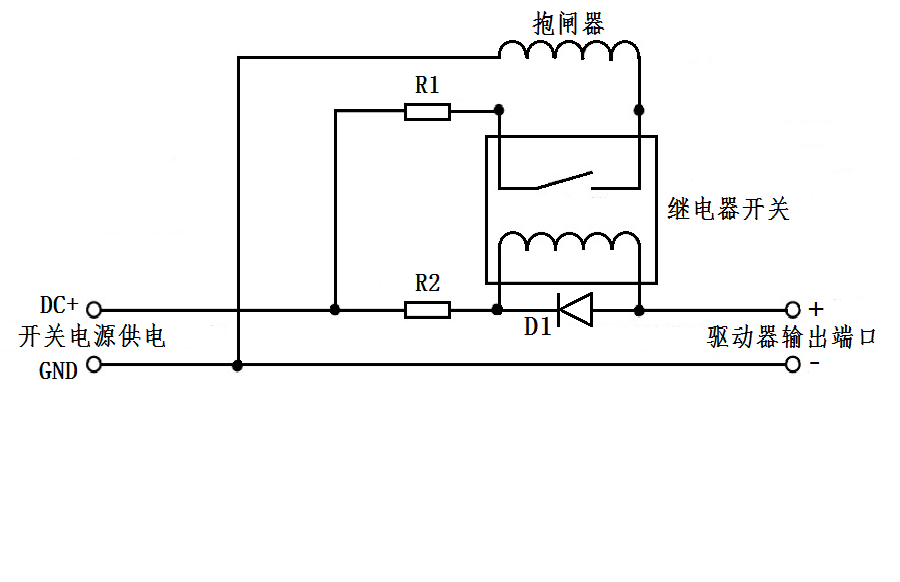 抱闸器
R1
继电器开关
R2
DC+
D1
+
开关电源供电
驱动器输出端口
GND
-